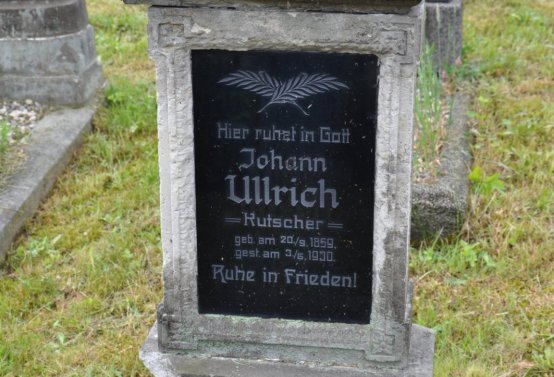 Hier ruhet in Gott
Johann
Ullrich
Kutscher
geb. am 20./8. 1859.
gest. am 3./6. 1930.
Ruhe in Frieden!